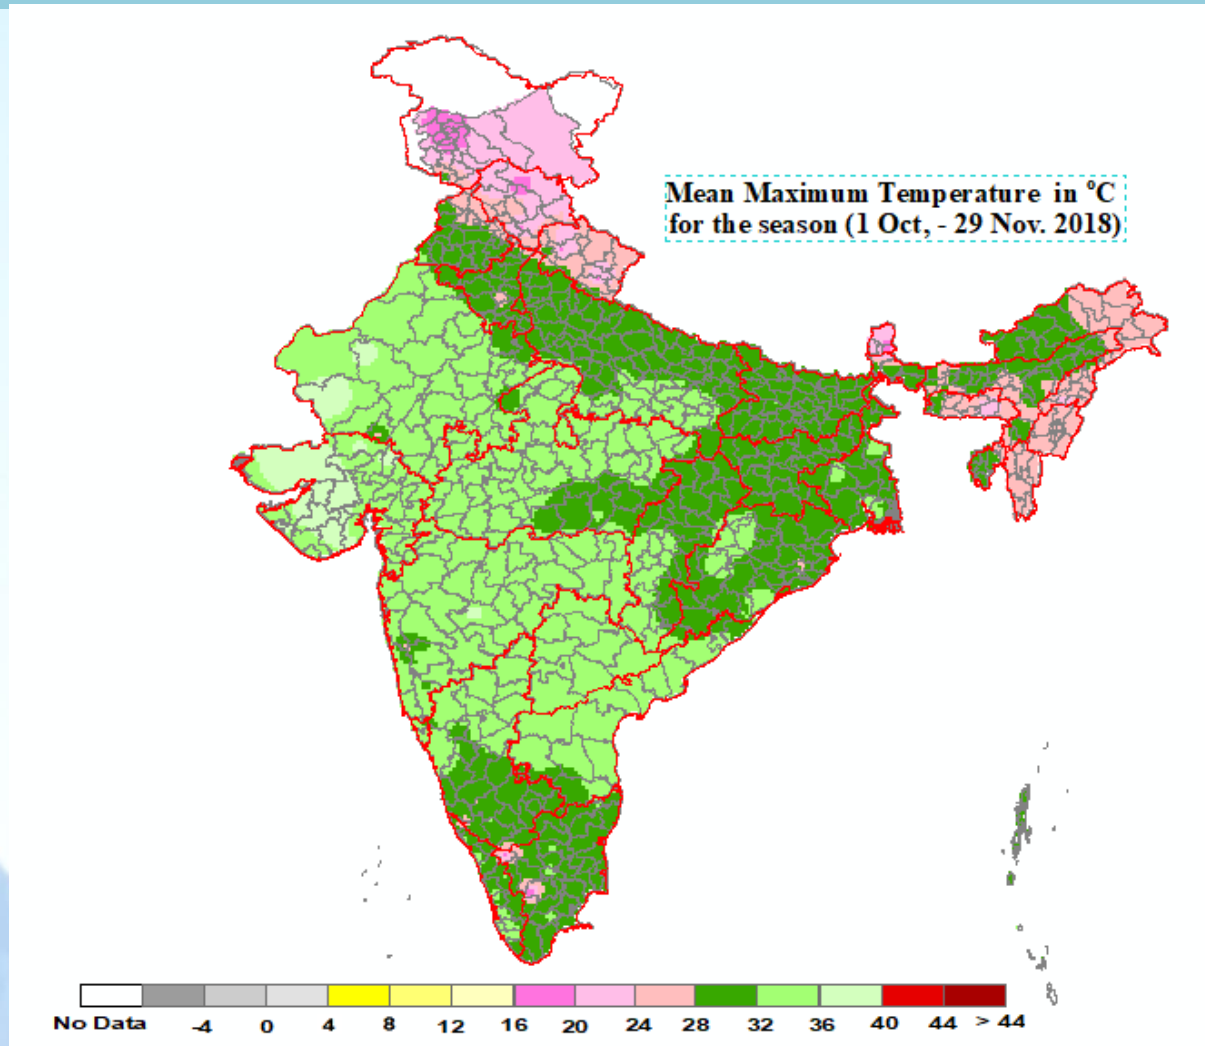 Mean Maximum Temperature in °C
for the season (1 Oct, - 29 Nov. 2018)
No Data -4 0 4 8 12 16 20 24 28 32 36 40 44 > 44